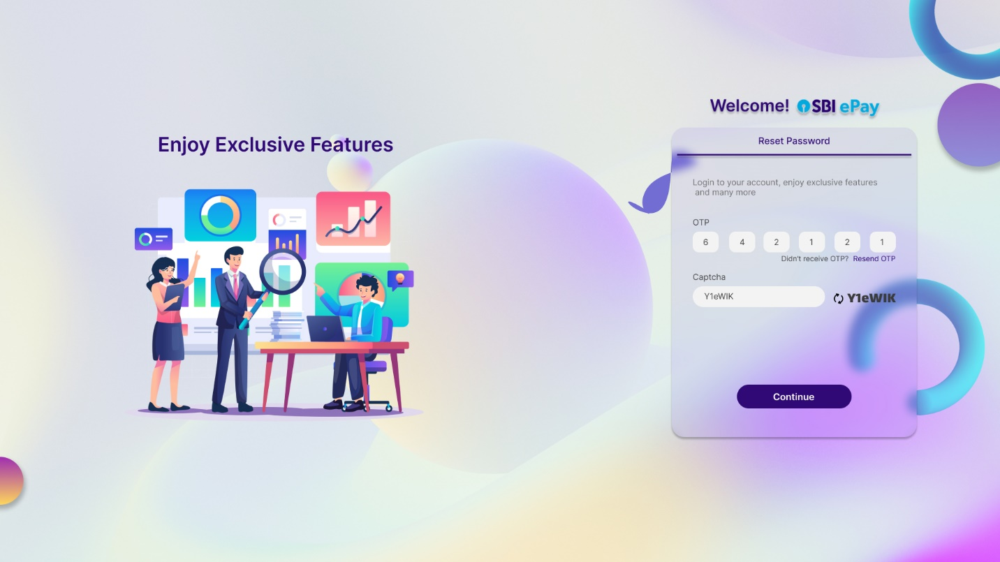 Welcome! SBI ePay
Enjoy Exclusive Features
Reset Password
Login to your account, enjoy exclusive features
and many more
OTP
6 4 2 1 2 1
Didn't receive OTP? Resend OTP
Captcha
Y1eWIK Y1eWIK
Continue